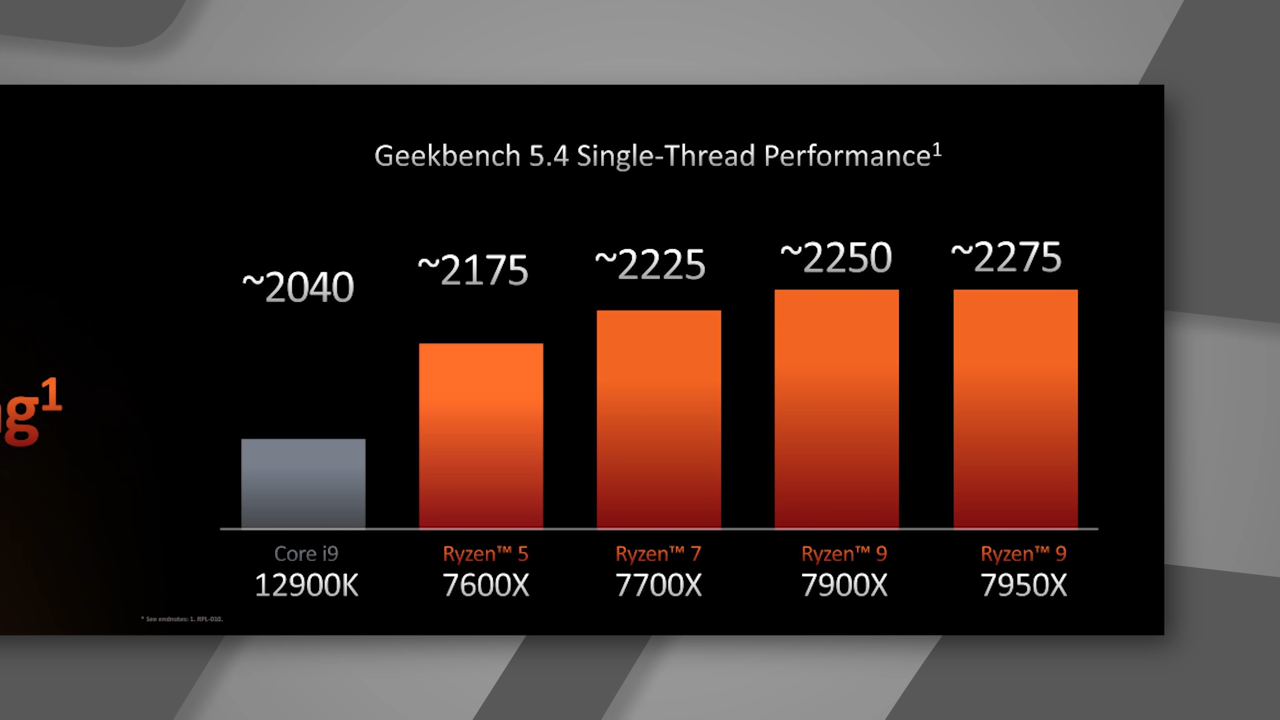 Geekbench 5.4 Single-Thread Performance¹
~2040
~2175
~2225
~2250
~2275
g¹
Core i9
12900K
Ryzen™ 5
7600X
Ryzen™ 7
7700X
Ryzen™ 9
7900X
Ryzen™ 9
7950X
* See endnotes: 1. RPL-010.